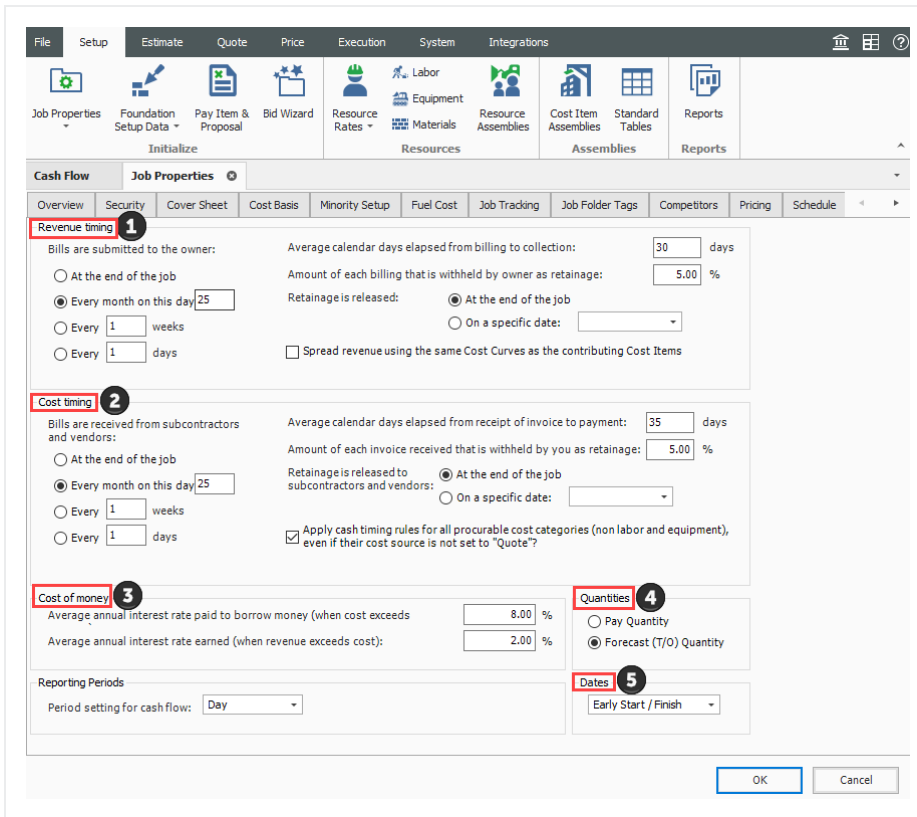 File Setup Estimate Quote Price Execution System Integrations
Job Properties
Foundation Setup Data
Pay Item & Proposal
Bid Wizard
Initialize
Resource Rates
Labor
Equipment
Materials
Resource Assemblies
Resources
Cost Item Assemblies
Standard Tables
Assemblies
Reports
Reports
Cash Flow Job Properties
Overview Security Cover Sheet Cost Basis Minority Setup Fuel Cost Job Tracking Job Folder Tags Competitors Pricing Schedule
Revenue timing 1
Bills are submitted to the owner:
At the end of the job
Every month on this day 25
Every 1 weeks
Every 1 days
Average calendar days elapsed from billing to collection: 30 days
Amount of each billing that is withheld by owner as retainage: 5.00 %
Retainage is released: At the end of the job
On a specific date:
Spread revenue using the same Cost Curves as the contributing Cost Items
Cost timing 2
Bills are received from subcontractors
and vendors:
At the end of the job
Every month on this day 25
Every 1 weeks
Every 1 days
Average calendar days elapsed from receipt of invoice to payment: 35 days
Amount of each invoice received that is withheld by you as retainage: 5.00 %
Retainage is released to
subcontractors and vendors:
At the end of the job
On a specific date:
Apply cash timing rules for all procurable cost categories (non labor and equipment),
even if their cost source is not set to "Quote"?
Cost of money 3
Average annual interest rate paid to borrow money (when cost exceeds 8.00 %
Average annual interest rate earned (when revenue exceeds cost): 2.00 %
Quantities 4
Pay Quantity
Forecast (T/O) Quantity
Reporting Periods
Period setting for cash flow: Day
Dates 5
Early Start / Finish
OK Cancel